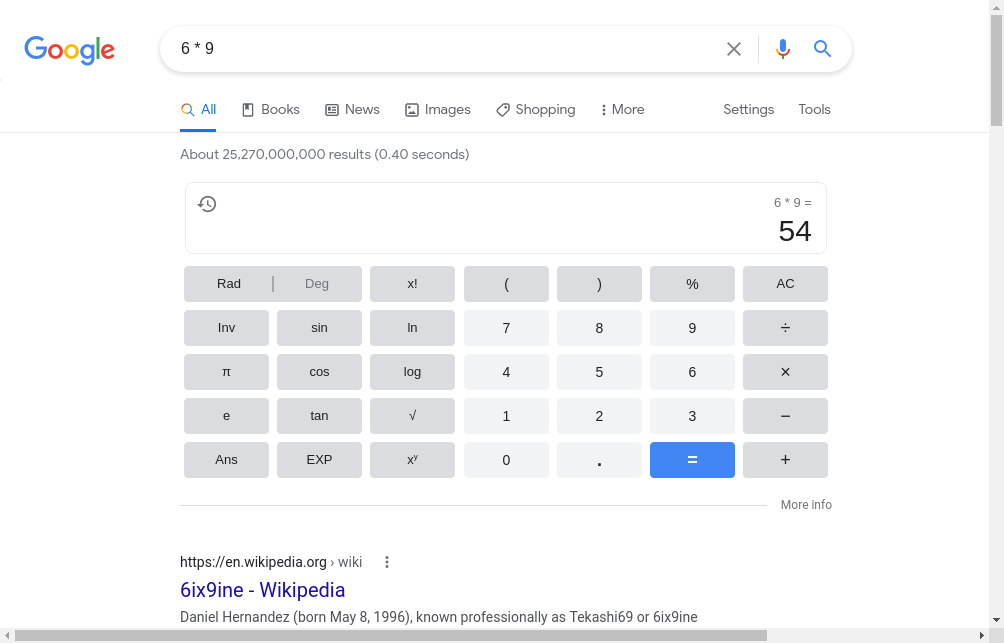 Google
6 * 9
All Books News Images Shopping More Settings Tools
About 25,270,000,000 results (0.40 seconds)
6 * 9 =
54
Rad | Deg x! ( ) % AC
Inv sin ln 7 8 9 ÷
π cos log 4 5 6 ×
e tan √ 1 2 3 −
Ans EXP xʸ 0 . = +
More info
https://en.wikipedia.org › wiki
6ix9ine - Wikipedia
Daniel Hernandez (born May 8, 1996), known professionally as Tekashi69 or 6ix9ine